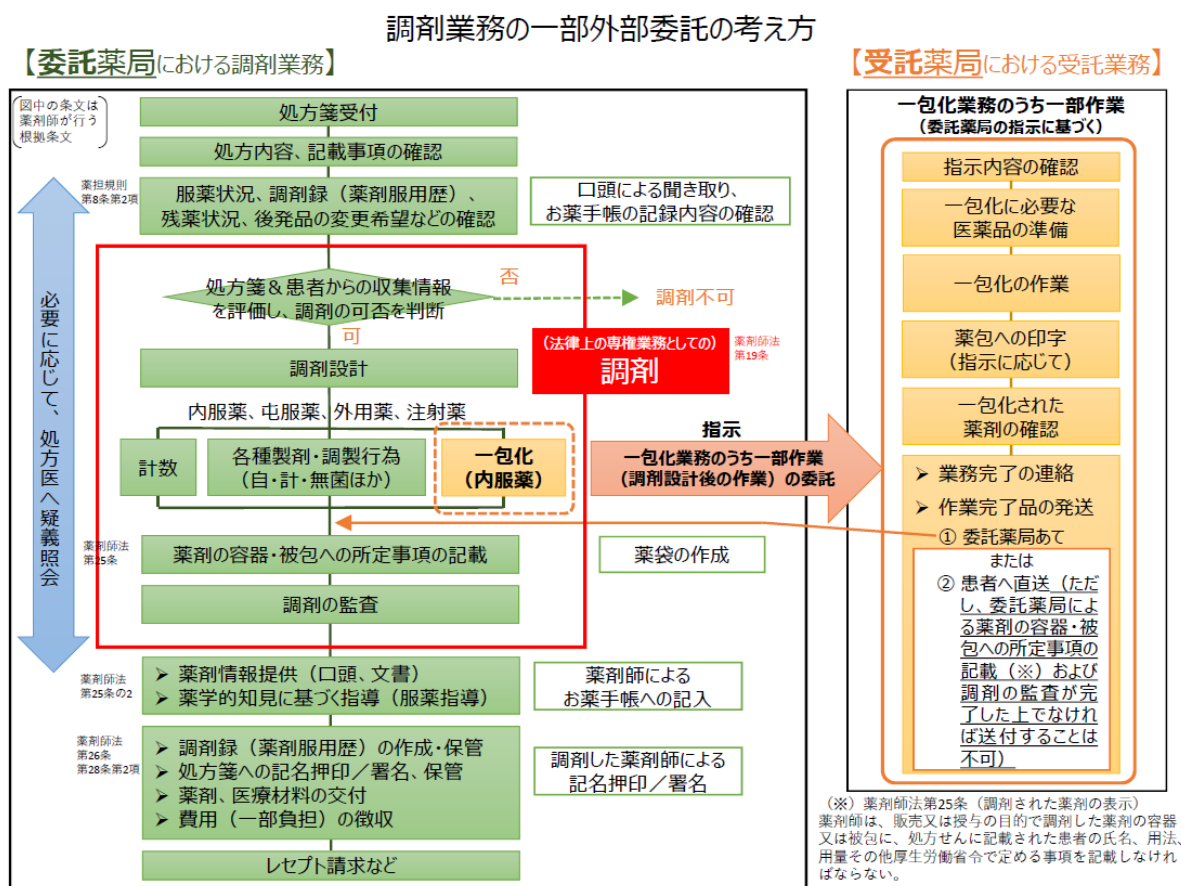 調剤業務の一部外部委託の考え方
【委託薬局における調剤業務】
図中の条文は
薬剤師が行う
根拠条文
処方箋受付
処方内容、記載事項の確認
薬担規則
第8条第2項
服薬状況、調剤録（薬剤服用歴）、
残薬状況、後発品の変更希望などの確認
口頭による聞き取り、
お薬手帳の記録内容の確認
必要に応じて、処方医へ疑義照会
処方箋＆患者からの収集情報
を評価し、調剤の可否を判断
否
調剤不可
可
（法律上の専権業務としての）
調剤
薬剤師法
第19条
調剤設計
内服薬、屯服薬、外用薬、注射薬
計数
各種製剤・調製行為
（自・計・無菌ほか）
一包化
（内服薬）
指示
一包化業務のうち一部作業
（調剤設計後の作業）の委託
薬剤師法
第25条
薬剤の容器・被包への所定事項の記載
薬袋の作成
調剤の監査
薬剤師法
第25条の2
➢ 薬剤情報提供（口頭、文書）
➢ 薬学的知見に基づく指導（服薬指導）
薬剤師による
お薬手帳への記入
薬剤師法
第26条
第28条第2項
➢ 調剤録（薬剤服用歴）の作成・保管
➢ 処方箋への記名押印／署名、保管
➢ 薬剤、医療材料の交付
➢ 費用（一部負担）の徴収
調剤した薬剤師による
記名押印／署名
レセプト請求など
【受託薬局における受託業務】
一包化業務のうち一部作業
（委託薬局の指示に基づく）
指示内容の確認
一包化に必要な
医薬品の準備
一包化の作業
薬包への印字
（指示に応じて）
一包化された
薬剤の確認
➢ 業務完了の連絡
➢ 作業完了品の発送
① 委託薬局あて
または
② 患者へ直送（ただ
し、委託薬局によ
る薬剤の容器・被
包への所定事項の
記載（※）および
調剤の監査が完
了した上でなけれ
ば送付することは
不可）
（※）薬剤師法第25条（調剤された薬剤の表示）
薬剤師は、販売又は授与の目的で調剤した薬剤の容器
又は被包に、処方せんに記載された患者の氏名、用法、
用量その他厚生労働省令で定める事項を記載しなけれ
ばならない。